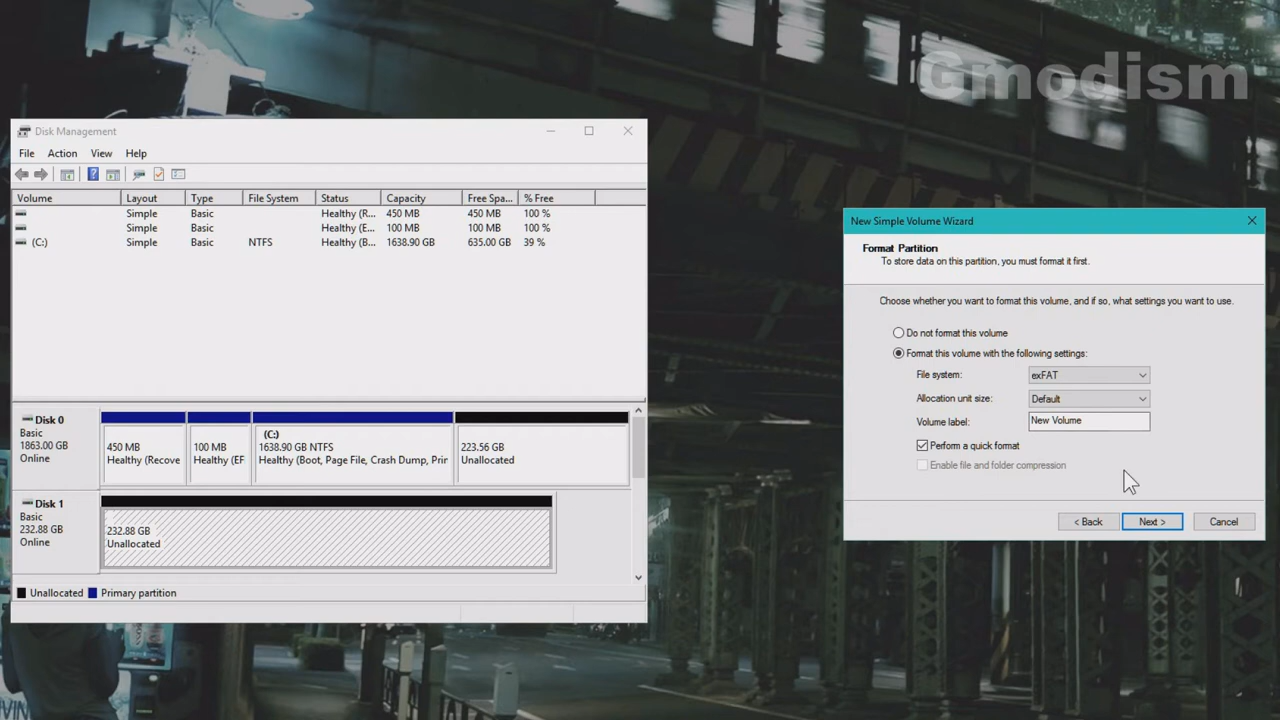 Gmodism
Disk Management
File Action View Help
Volume Layout Type File System Status Capacity Free Spa... % Free
Simple Basic Healthy (R... 450 MB 450 MB 100 %
Simple Basic Healthy (E... 100 MB 100 MB 100 %
(C:) Simple Basic NTFS Healthy (B... 1638.90 GB 635.00 GB 39 %
Disk 0
Basic
1863.00 GB
Online
450 MB
Healthy (Recove
100 MB
Healthy (EF
(C:)
1638.90 GB NTFS
Healthy (Boot, Page File, Crash Dump, Prir
223.56 GB
Unallocated
Disk 1
Basic
232.88 GB
Online
232.88 GB
Unallocated
Unallocated Primary partition
New Simple Volume Wizard
Format Partition
To store data on this partition, you must format it first.
Choose whether you want to format this volume, and if so, what settings you want to use.
Do not format this volume
Format this volume with the following settings:
File system: exFAT
Allocation unit size: Default
Volume label: New Volume
Perform a quick format
Enable file and folder compression
< Back Next > Cancel